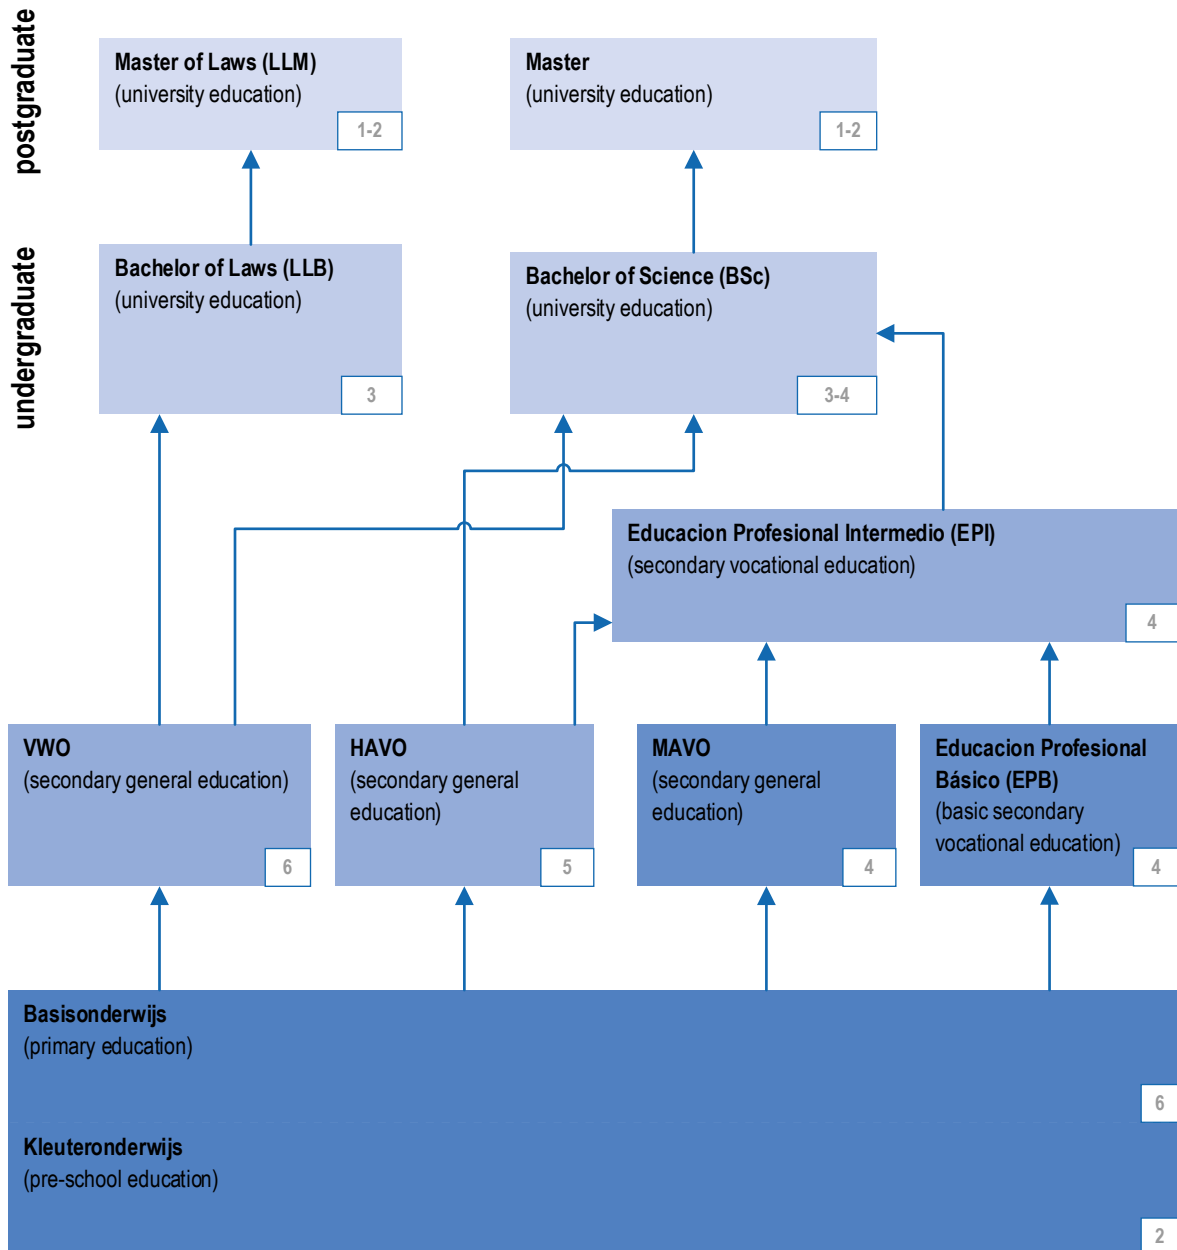 postgraduate
Master of Laws (LLM)
(university education)
1-2
Master
(university education)
1-2
undergraduate
Bachelor of Laws (LLB)
(university education)
3
Bachelor of Science (BSc)
(university education)
3-4
Educacion Profesional Intermedio (EPI)
(secondary vocational education)
4
VWO
(secondary general education)
6
HAVO
(secondary general
education)
5
MAVO
(secondary general
education)
4
Educacion Profesional
Básico (EPB)
(basic secondary
vocational education)
4
Basisonderwijs
(primary education)
6
Kleuteronderwijs
(pre-school education)
2